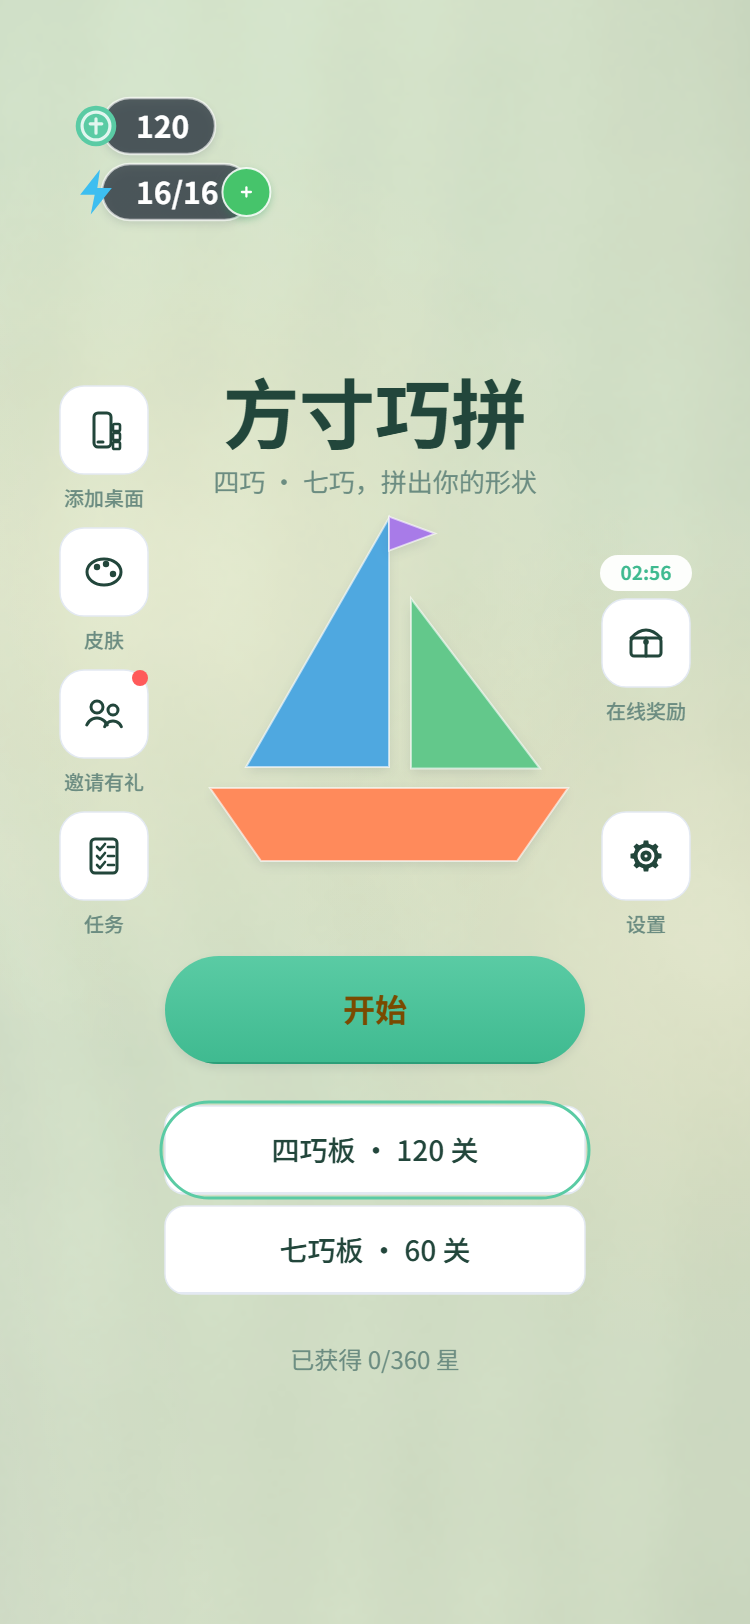 120
16/16 +
方寸巧拼
四巧 · 七巧，拼出你的形状
添加桌面
皮肤
02:56
在线奖励
邀请有礼
任务
设置
开始
四巧板 · 120 关
七巧板 · 60 关
已获得 0/360 星